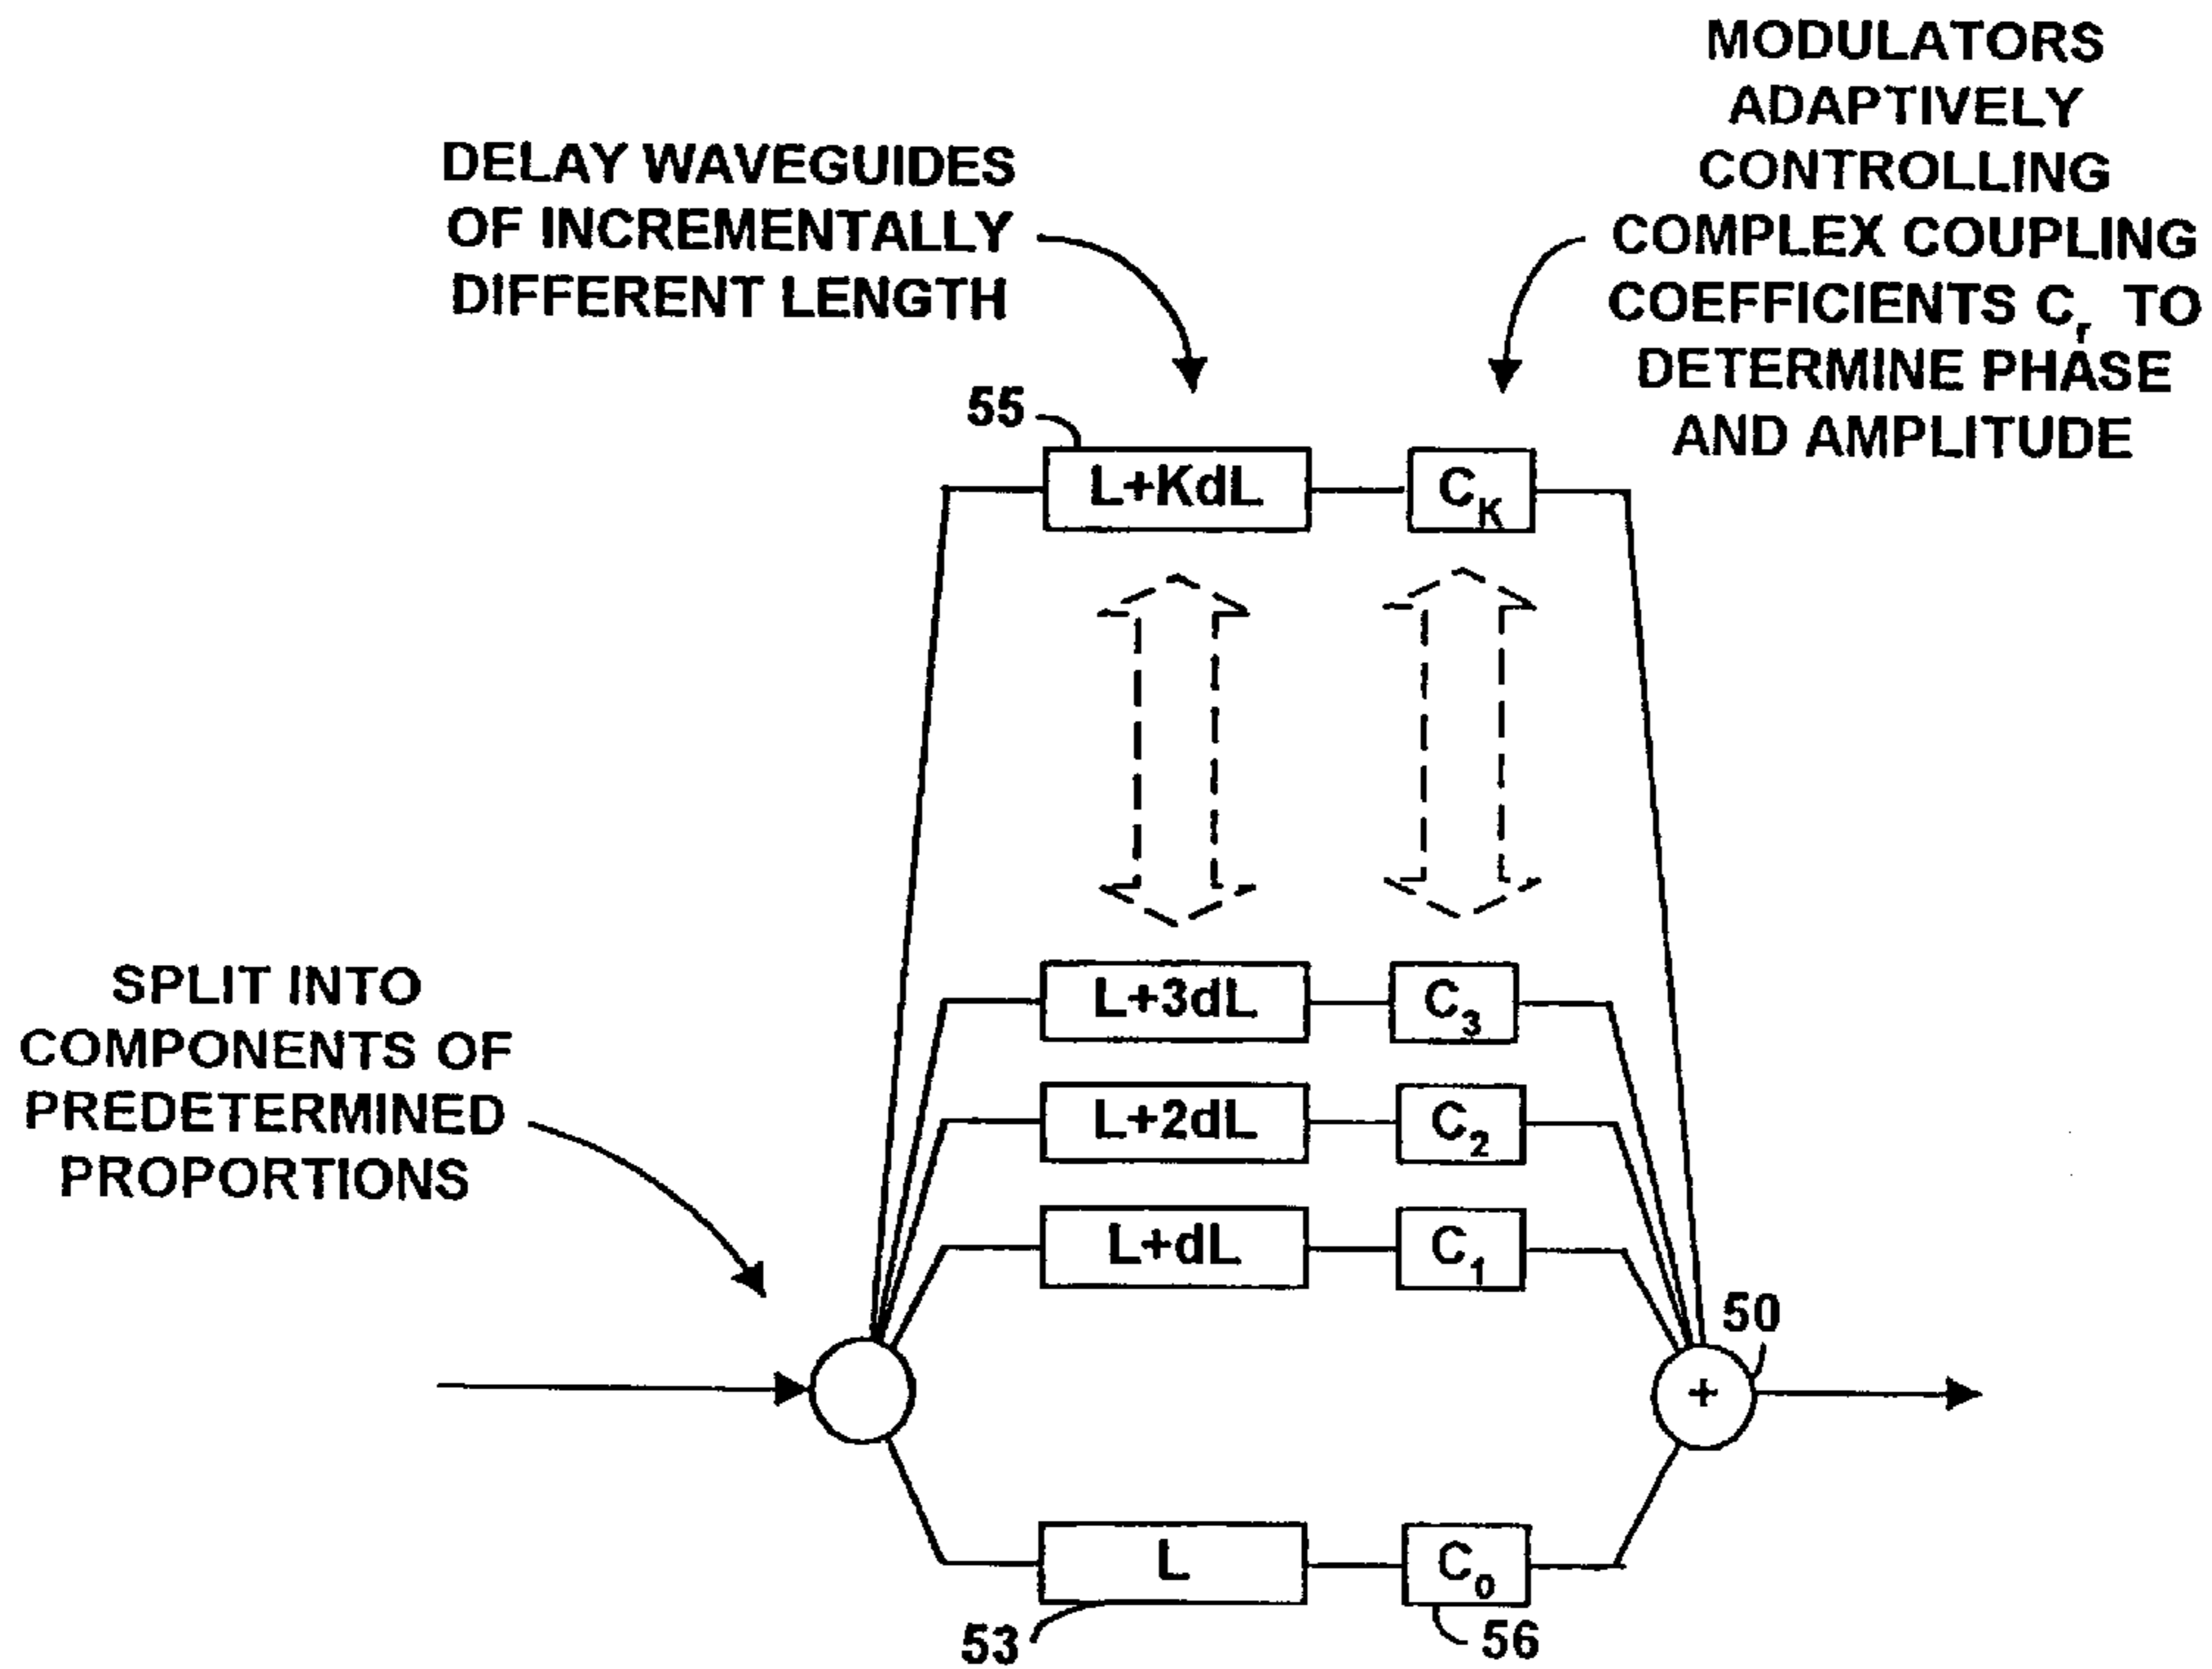 MODULATORS
ADAPTIVELY
CONTROLLING
COMPLEX COUPLING
COEFFICIENTS Cr TO
DETERMINE PHASE
AND AMPLITUDE
DELAY WAVEGUIDES
OF INCREMENTALLY
DIFFERENT LENGTH
55
L+KdL
CK
SPLIT INTO
COMPONENTS OF
PREDETERMINED
PROPORTIONS
L+3dL
C3
L+2dL
C2
L+dL
C1
50
+
L
C0
53
56